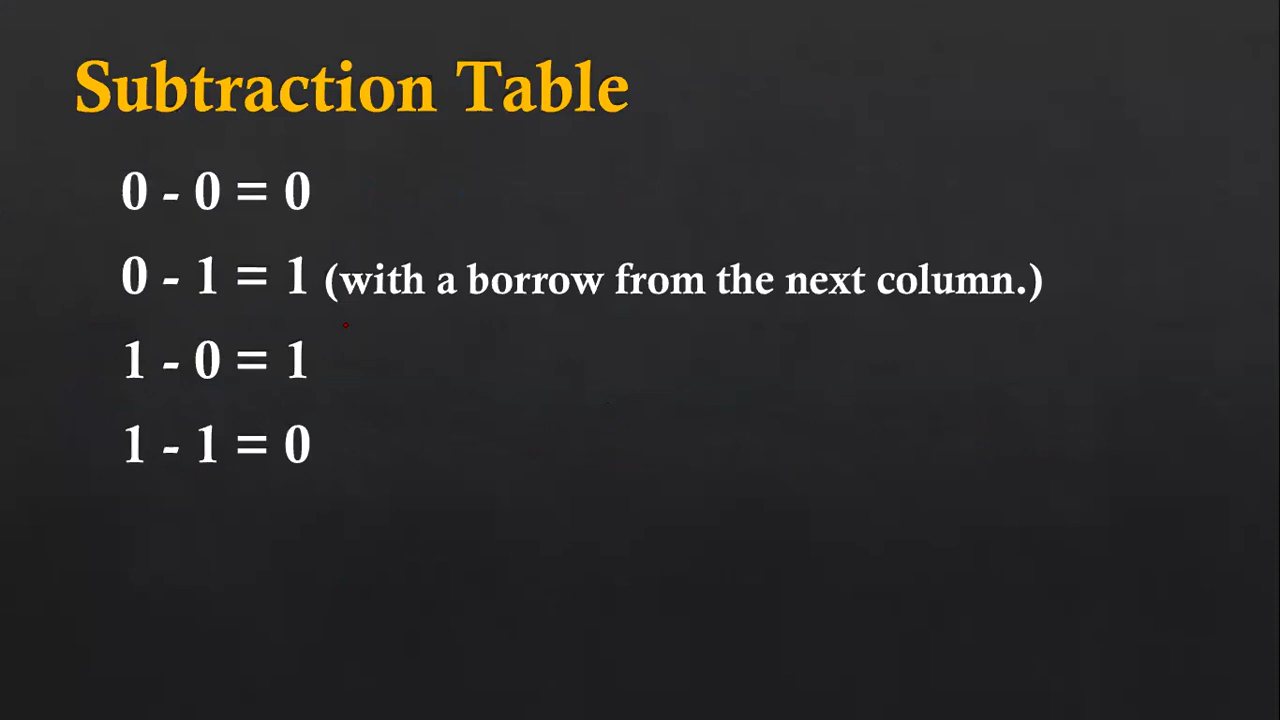 Subtraction Table
0 - 0 = 0
0 - 1 = 1 (with a borrow from the next column.)
1 - 0 = 1
1 - 1 = 0